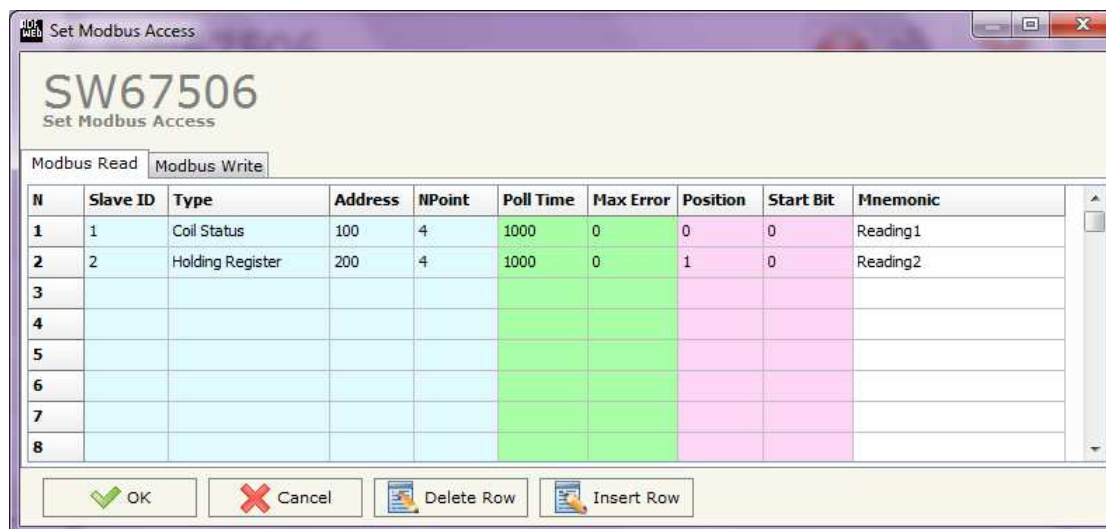 ADF
WEB Set Modbus Access
SW67506
Set Modbus Access
Modbus Read Modbus Write
N Slave ID Type Address NPoint Poll Time Max Error Position Start Bit Mnemonic
1 1 Coil Status 100 4 1000 0 0 0 Reading1
2 2 Holding Register 200 4 1000 0 1 0 Reading2
3
4
5
6
7
8
OK Cancel Delete Row Insert Row